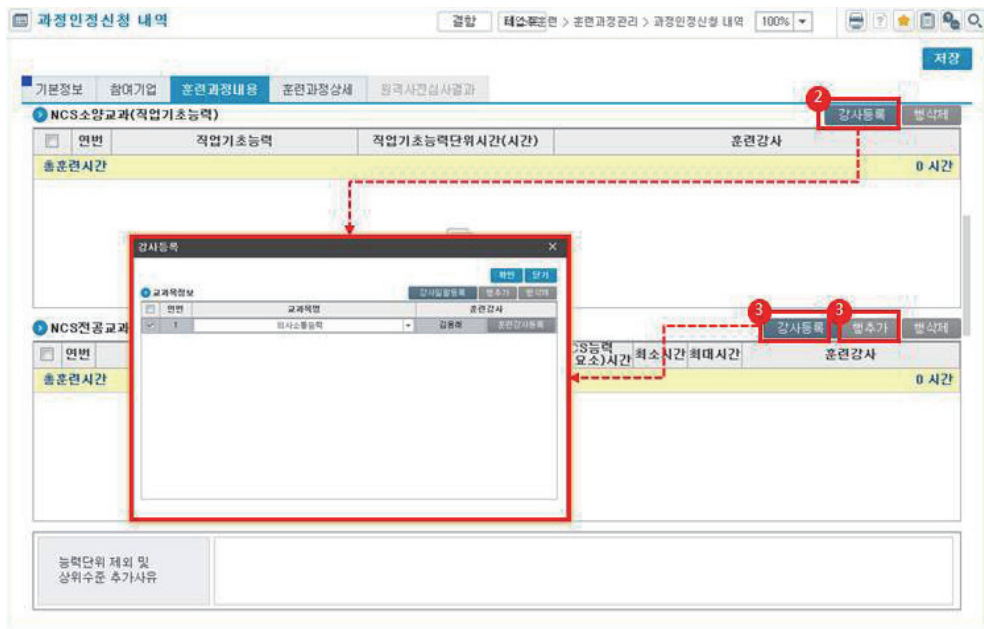 과정인정신청 내역
결합
훈련 > 훈련과정관리 > 과정인정신청 내역
100%
저장
기본정보 참여기업 훈련과정내용 훈련과정상세 원격사전심사결과
2
NCS소양교과(직업기초능력)
강사등록 행삭제
연번 직업기초능력 직업기초능력단위시간(시간) 훈련강사
총훈련시간 0 시간
강사등록 ×
확인 닫기
교과목정보
강사일괄등록 행추가 행삭제
연번 교과목명 훈련강사
1 의사소통능력 훈련강사등록
3 3
NCS전공교과
강사등록 행추가 행삭제
연번 최소시간 최대시간 훈련강사
CS능력
요소)시간
총훈련시간 0 시간
능력단위 제외 및
상위수준 추가사유